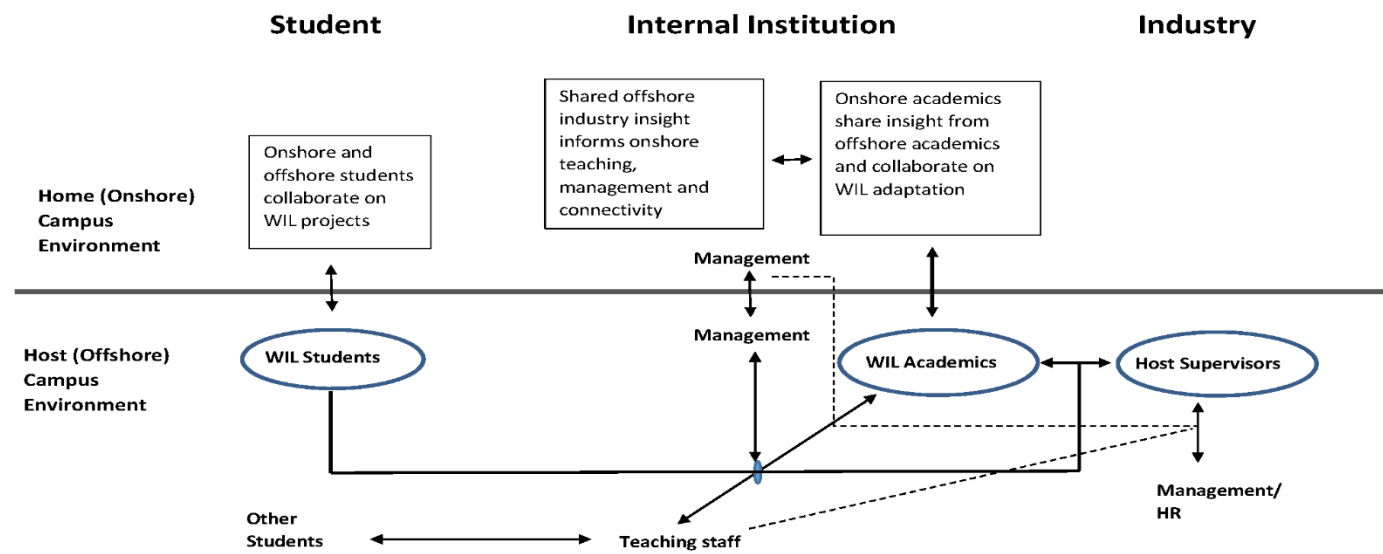 Student
Internal Institution
Industry
Shared offshore
industry insight
informs onshore
teaching,
management and
connectivity
Onshore academics
share insight from
offshore academics
and collaborate on
WIL adaptation
Onshore and
offshore students
collaborate on
WIL projects
Home (Onshore)
Campus
Environment
Management
Management
Host (Offshore)
Campus
Environment
WIL Students
WIL Academics
Host Supervisors
Management/
HR
Other
Students
Teaching staff